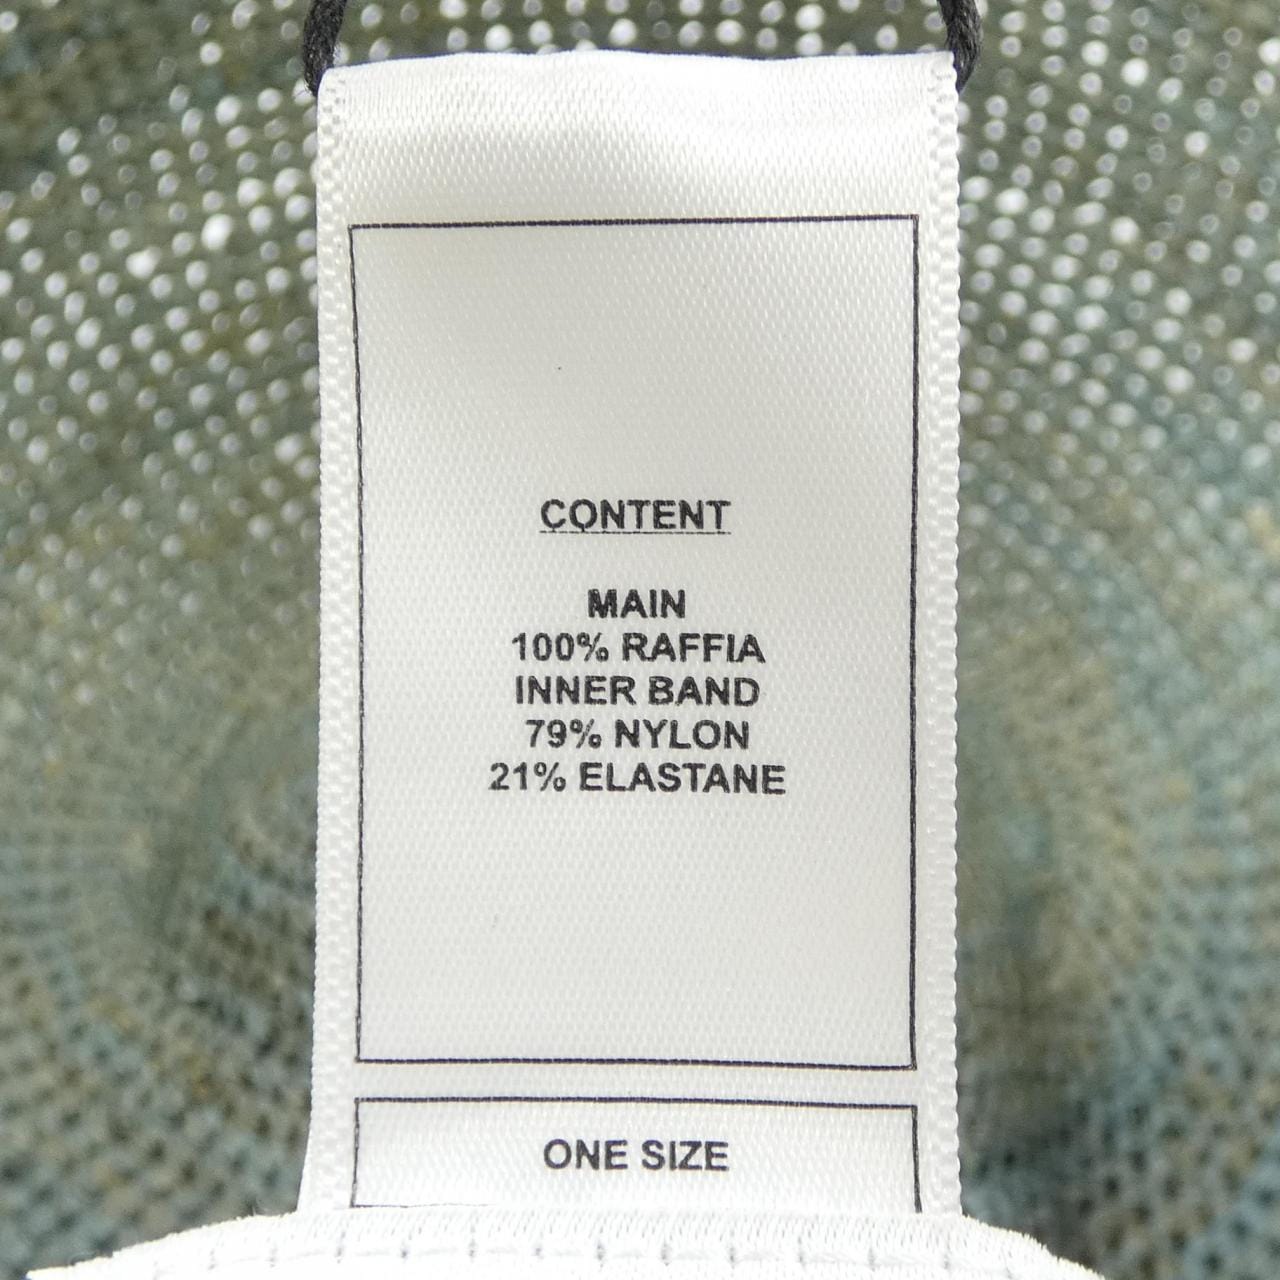 CONTENT
MAIN
100% RAFFIA
INNER BAND
79% NYLON
21% ELASTANE
ONE SIZE